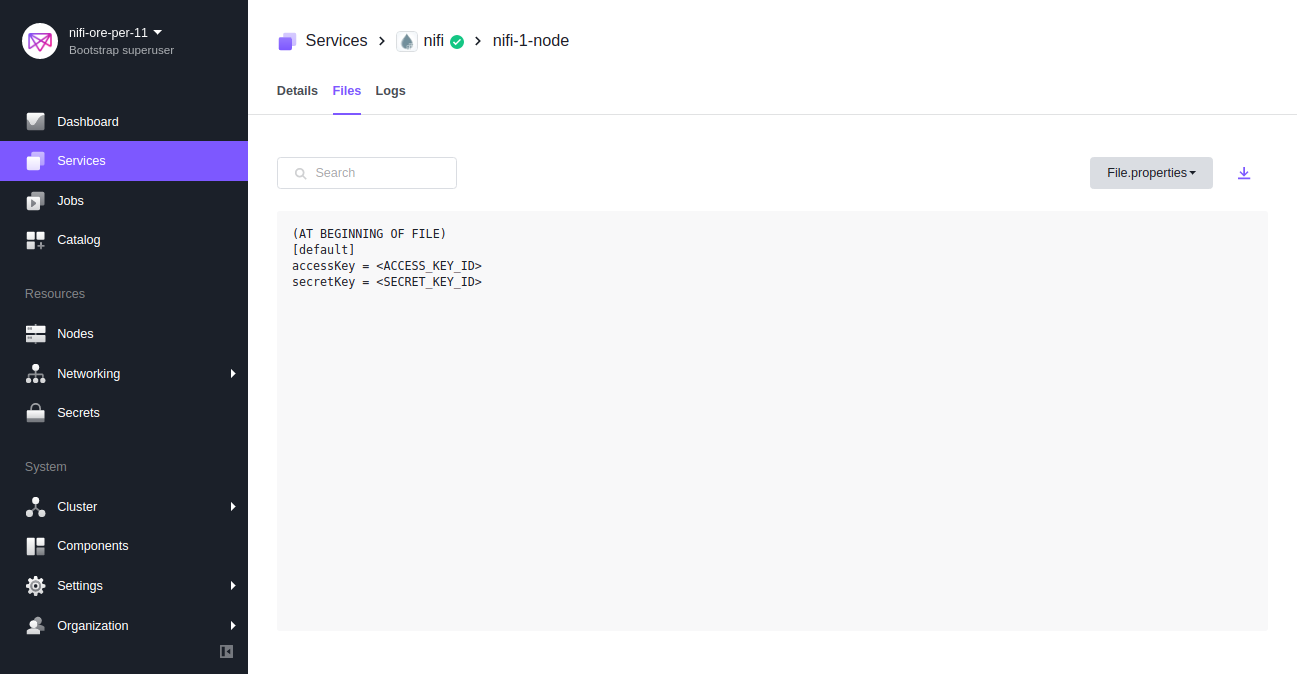 nifi-ore-per-11
Bootstrap superuser
Dashboard
Services
Jobs
Catalog
Resources
Nodes
Networking
Secrets
System
Cluster
Components
Settings
Organization
Services > nifi > nifi-1-node
Details Files Logs
Search
File.properties
(AT BEGINNING OF FILE)
[default]
accessKey = <ACCESS_KEY_ID>
secretKey = <SECRET_KEY_ID>